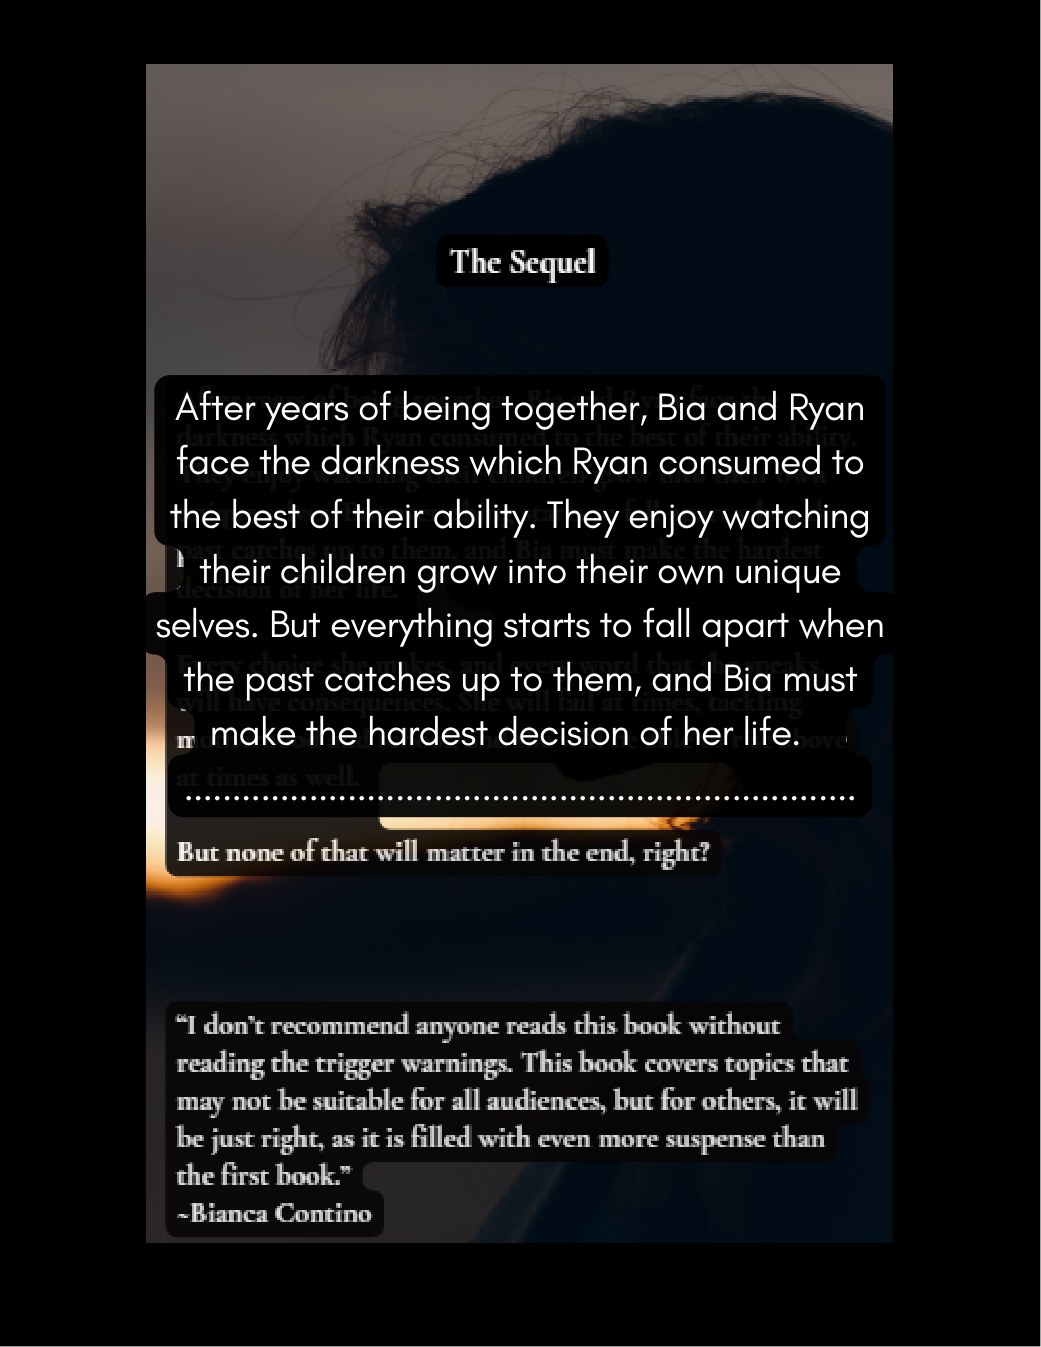 The Sequel
After years of being together, Bia and Ryan
face the darkness which Ryan consumed to
the best of their ability. They enjoy watching
their children grow into their own unique
selves. But everything starts to fall apart when
the past catches up to them, and Bia must
make the hardest decision of her life.
at times as well.
But none of that will matter in the end, right?
“I don’t recommend anyone reads this book without
reading the trigger warnings. This book covers topics that
may not be suitable for all audiences, but for others, it will
be just right, as it is filled with even more suspense than
the first book.”
~Bianca Contino